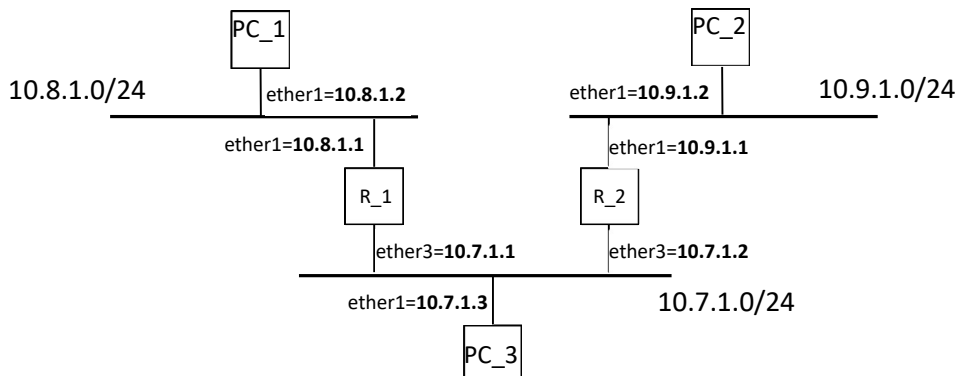 PC_1
PC_2
10.8.1.0/24
ether1=10.8.1.2
ether1=10.9.1.2
10.9.1.0/24
ether1=10.8.1.1
ether1=10.9.1.1
R_1
R_2
ether3=10.7.1.1
ether3=10.7.1.2
ether1=10.7.1.3
10.7.1.0/24
PC_3